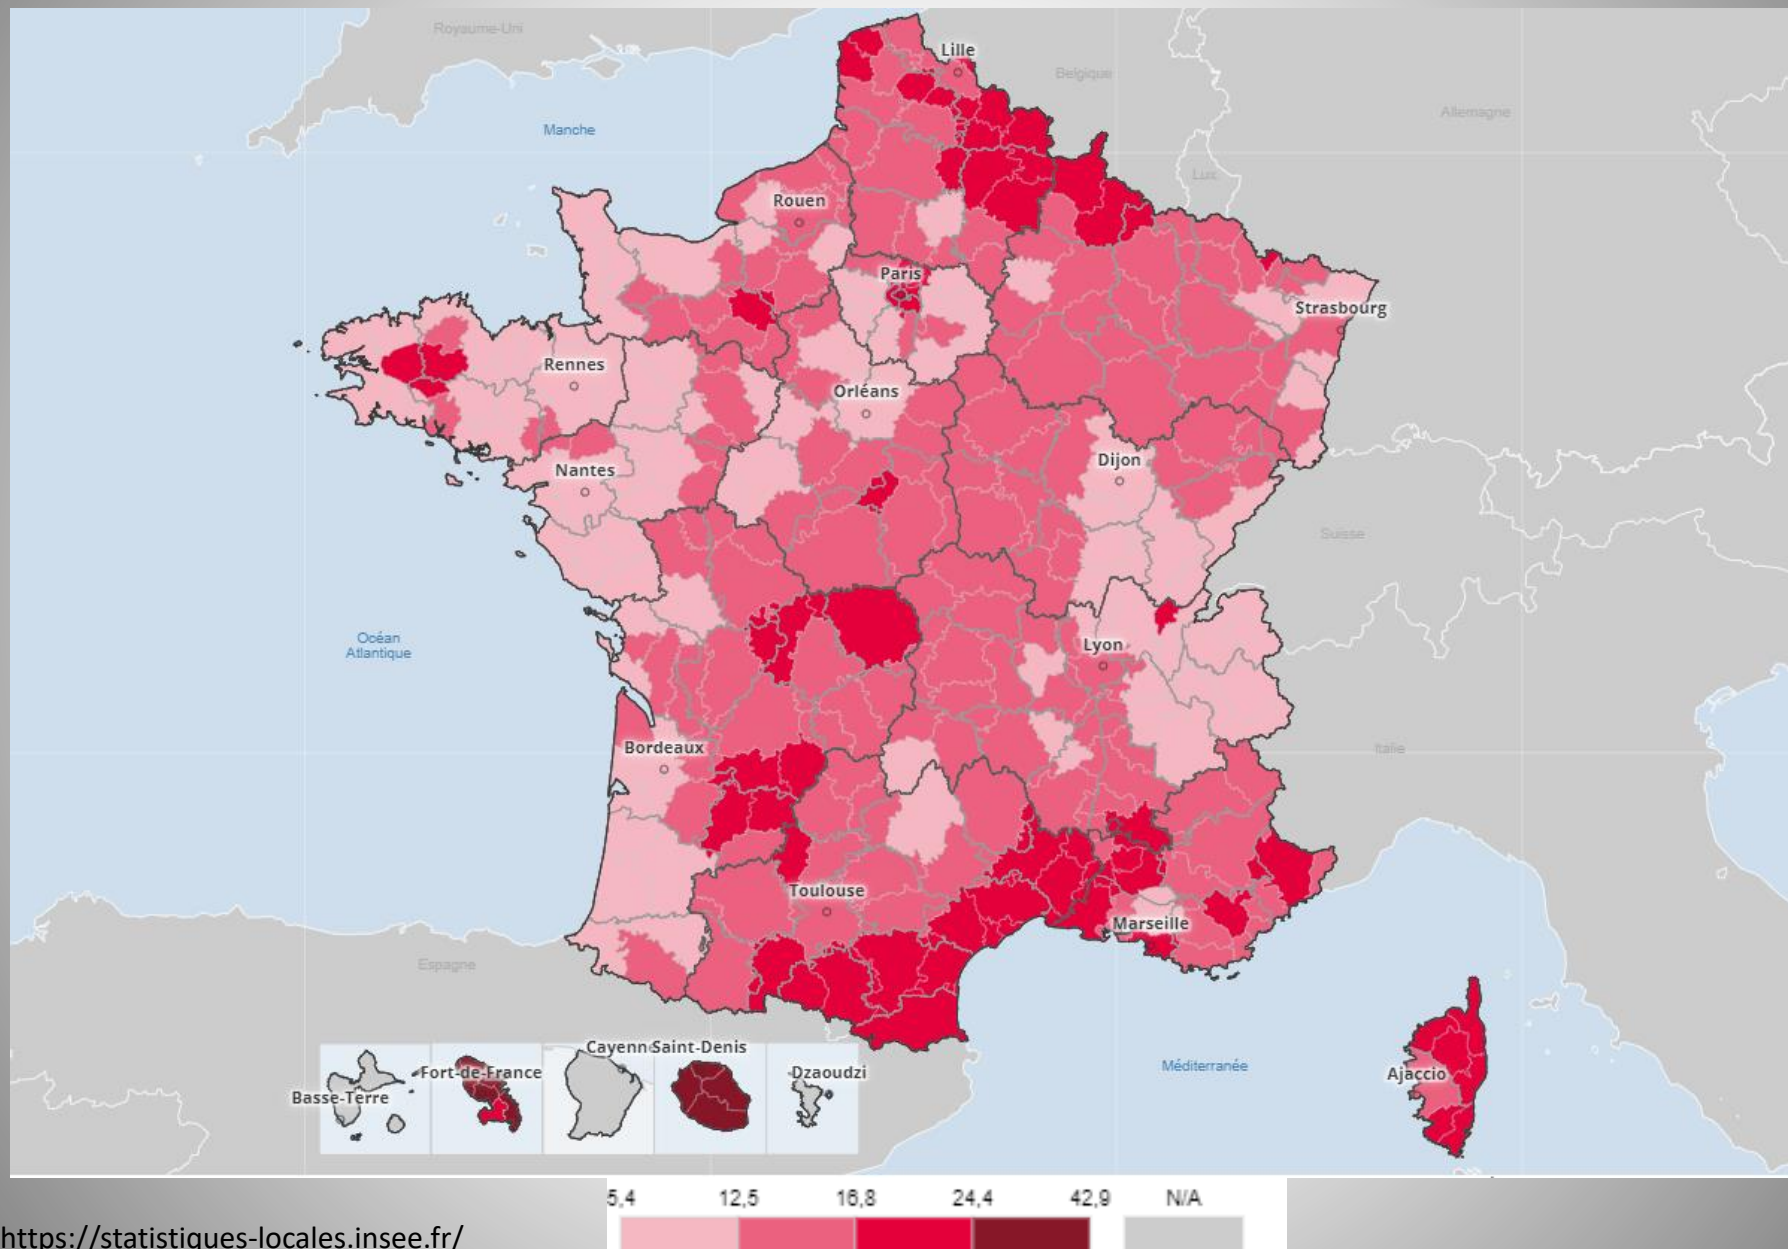 Royaume-Uni
Lille
Belgique
Allemagne
Manche
Lux
Rouen
Paris
Strasbourg
Rennes
Orléans
Dijon
Nantes
Suisse
Océan
Atlantique
Lyon
Bordeaux
Italie
Toulouse
Marseille
Espagne
Cayenn
Saint-Denis
Fort-de-France
Dzaoudzi
Basse-Terre
Méditerranée
Ajaccio
5,4 12,5 16,8 24,4 42,9 N/A
https://statistiques-locales.insee.fr/